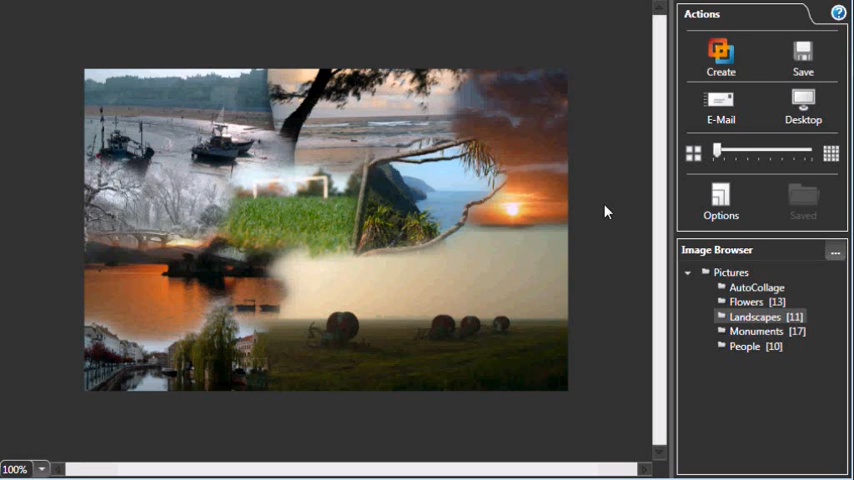 Actions
Create
Save
E-Mail
Desktop
Options
Saved
Image Browser
...
Pictures
AutoCollage
Flowers [13]
Landscapes [11]
Monuments [17]
People [10]
100%